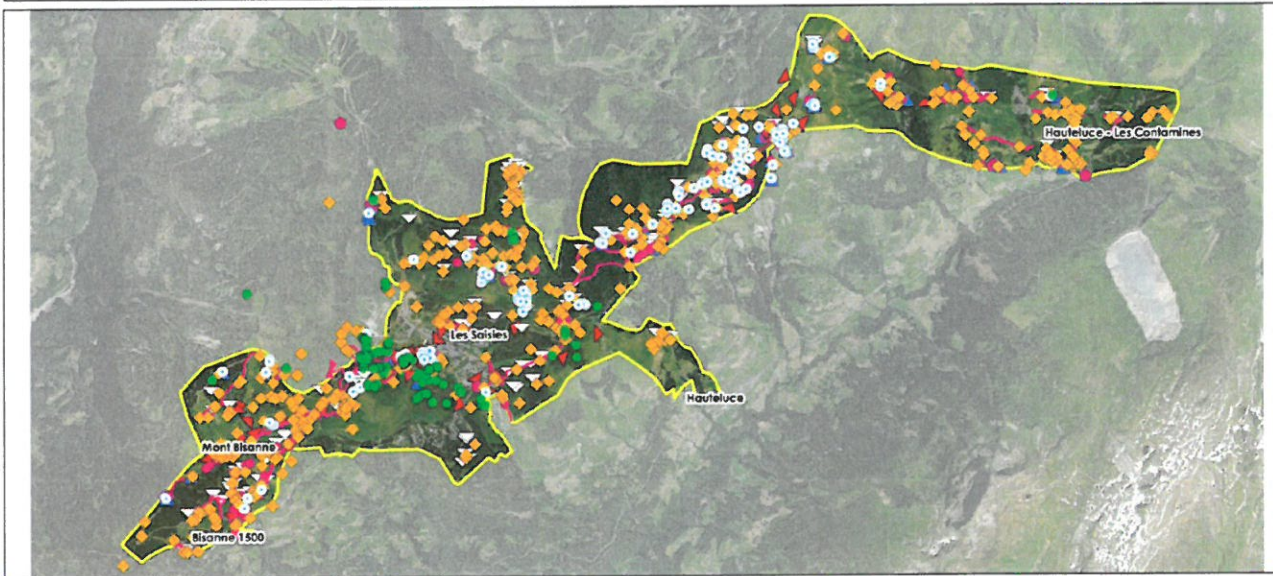 Hauteluce - Les Contamines
Les Saisies
Hauteluce
Mont Bisanne
Bisanne 1500